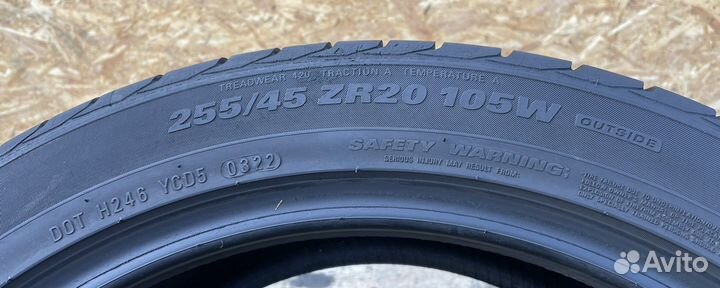 TREADWEAR 420 TRACTION A TEMPERATURE A
255/45 ZR20 105W
OUTSIDE
SAFETY WARNING:
SERIOUS INJURY MAY RESULT FROM:
DOT H246 YCD5 0322
Avito